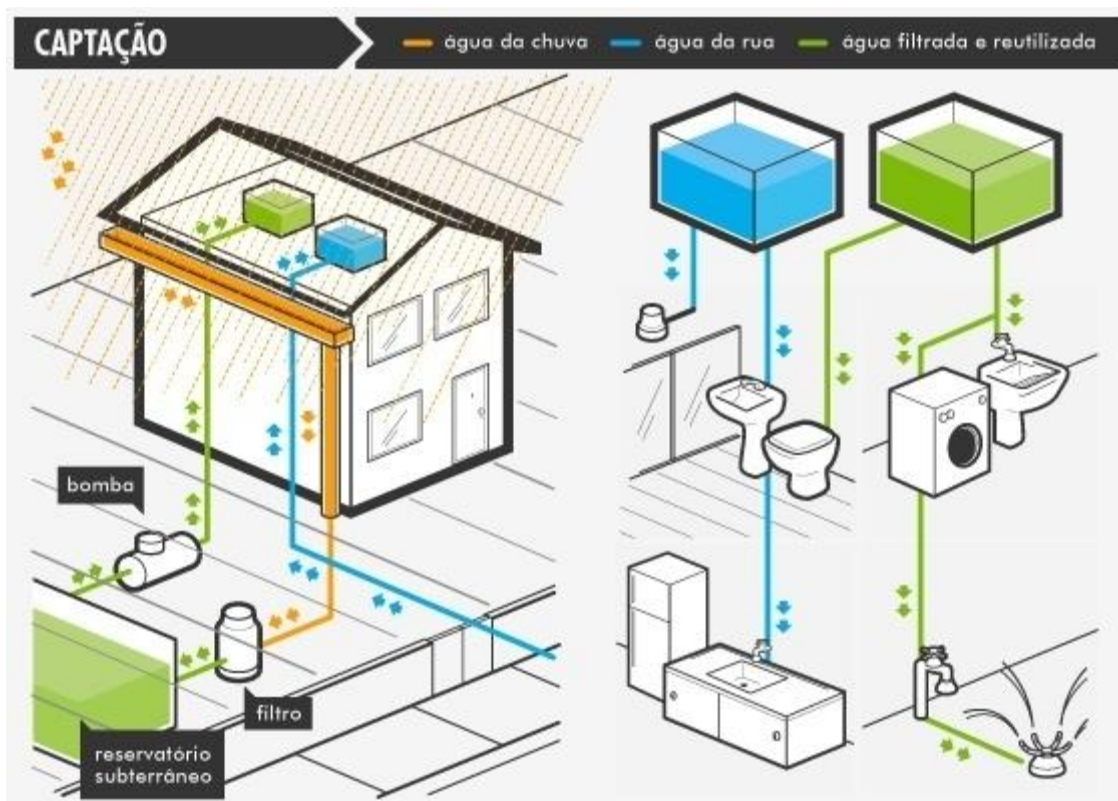 CAPTAÇÃO
água da chuva
água da rua
água filtrada e reutilizada
bomba
filtro
reservatório
subterrâneo